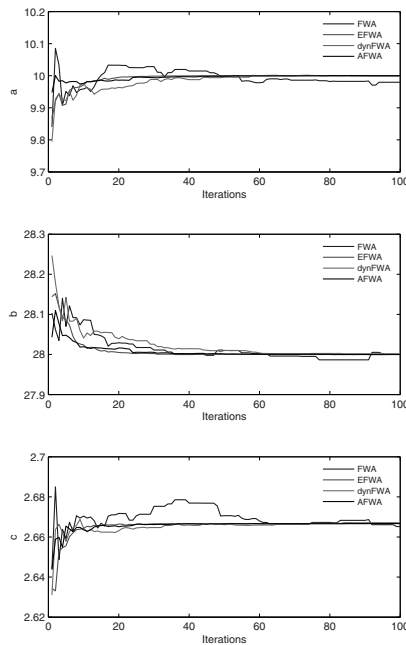 10.2
10.1
10
9.9
9.8
9.7
a
FWA
EFWA
dynFWA
AFWA
0 20 40 60 80 100
Iterations
28.3
28.2
28.1
28
27.9
b
FWA
EFWA
dynFWA
AFWA
0 20 40 60 80 100
Iterations
2.7
2.68
2.66
2.64
2.62
c
FWA
EFWA
dynFWA
AFWA
0 20 40 60 80 100
Iterations